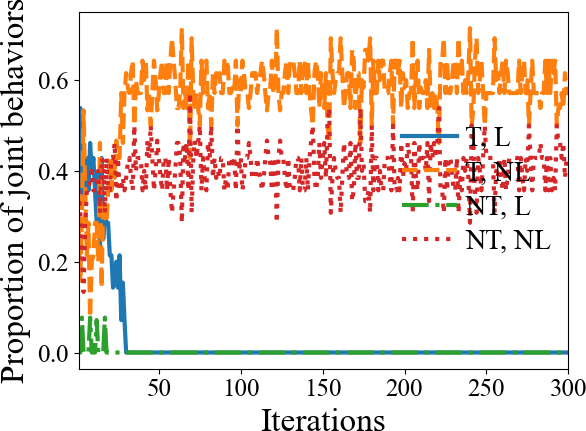 Proportion of joint behaviors
0.6
0.4
0.2
0.0
T, L
T, NL
NT, L
NT, NL
50
100
150
200
250
300
Iterations